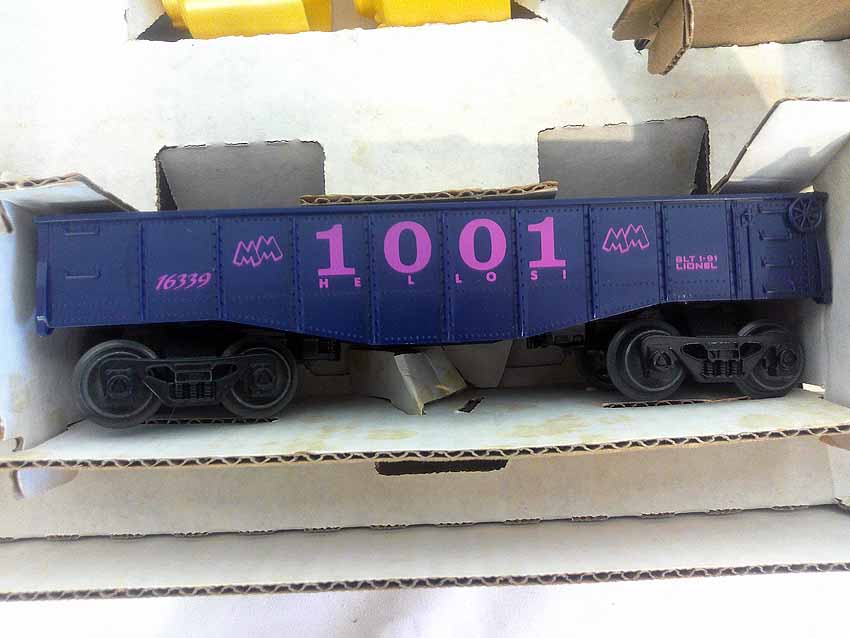 MM 1001 MM
16339 HELLOS! BLT 1-91
LIONEL